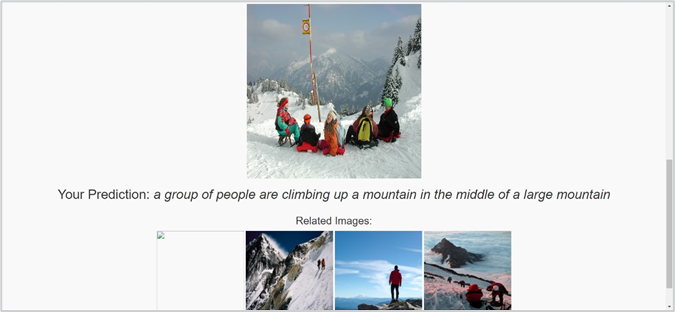 Your Prediction: a group of people are climbing up a mountain in the middle of a large mountain
Related Images: